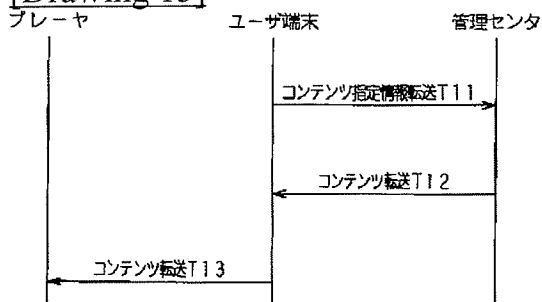 [Drawing 15]
プレーヤ ユーザ端末 管理センタ
コンテンツ指定情報転送T11
コンテンツ転送T12
コンテンツ転送T13